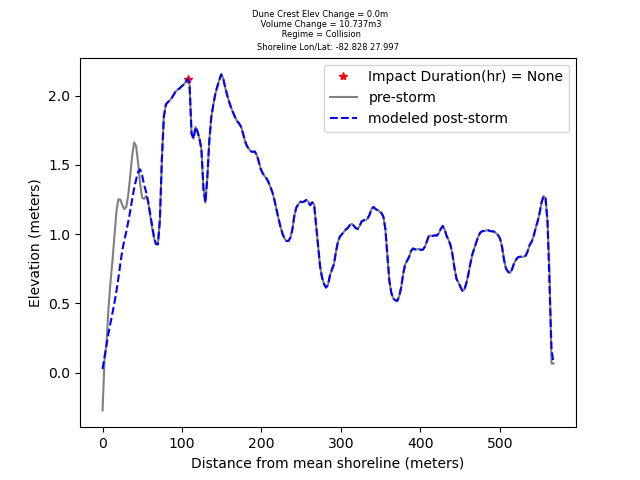 Dune Crest Elev Change = 0.0m
Volume Change = 10.737m3
Regime = Collision
Shoreline Lon/Lat: -82.828 27.997
Impact Duration(hr) = None
pre-storm
modeled post-storm
Elevation (meters)
2.0
1.5
1.0
0.5
0.0
0 100 200 300 400 500
Distance from mean shoreline (meters)